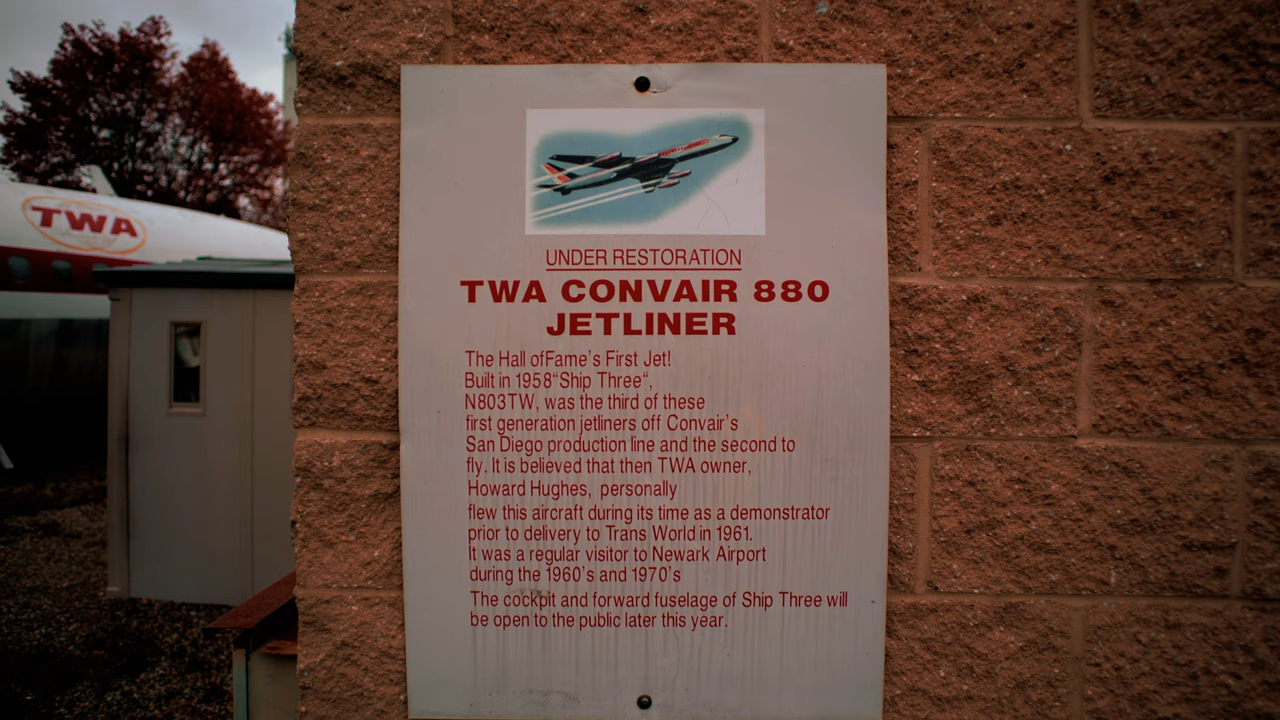 TWA
UNDER RESTORATION
TWA CONVAIR 880
JETLINER
The Hall ofFame's First Jet!
Built in 1958“Ship Three“,
N803TW, was the third of these
first generation jetliners off Convair's
San Diego production line and the second to
fly. It is believed that then TWA owner,
Howard Hughes, personally
flew this aircraft during its time as a demonstrator
prior to delivery to Trans World in 1961.
It was a regular visitor to Newark Airport
during the 1960's and 1970's
The cockpit and forward fuselage of Ship Three will
be open to the public later this year.